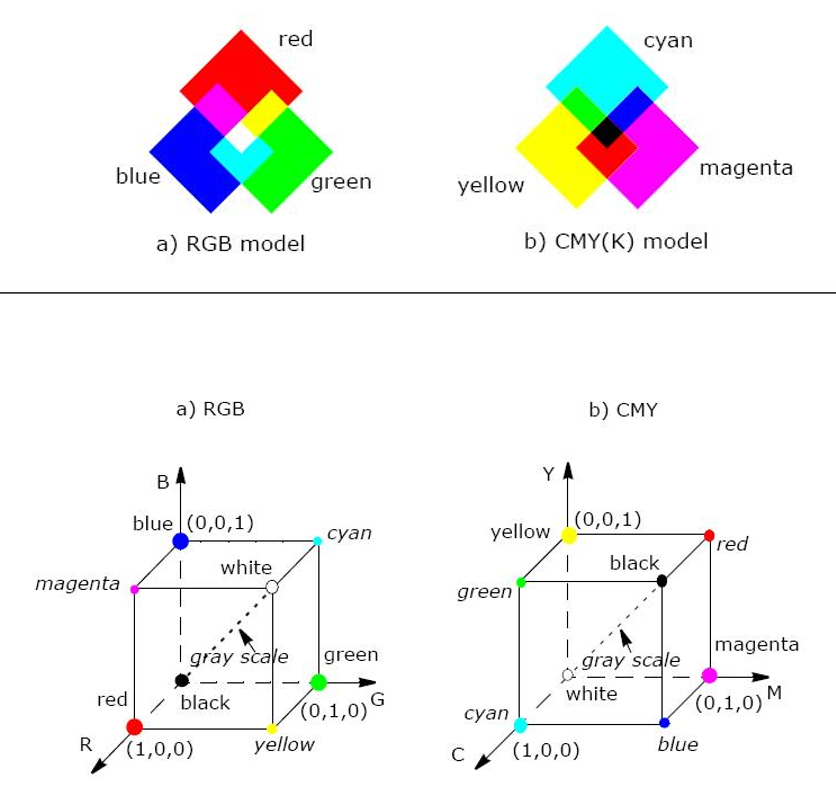 red
cyan
blue
green
yellow
magenta
a) RGB model
b) CMY(K) model
a) RGB
b) CMY
B
blue
(0,0,1)
cyan
magenta
white
gray scale
green
red
black
(0,1,0)
G
R
(1,0,0)
yellow
Y
yellow
(0,0,1)
red
black
green
gray scale
magenta
white
(0,1,0)
M
cyan
C
(1,0,0)
blue